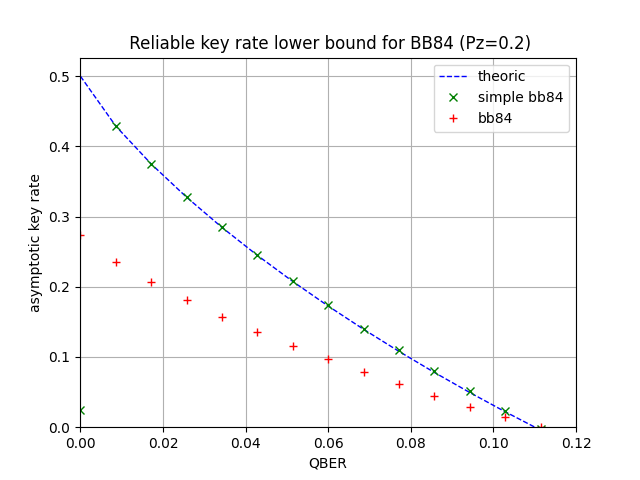 Reliable key rate lower bound for BB84 (Pz=0.2)
theoric
simple bb84
bb84
0.5
0.4
0.3
0.2
0.1
0.0
asymptotic key rate
0.00 0.02 0.04 0.06 0.08 0.10 0.12
QBER